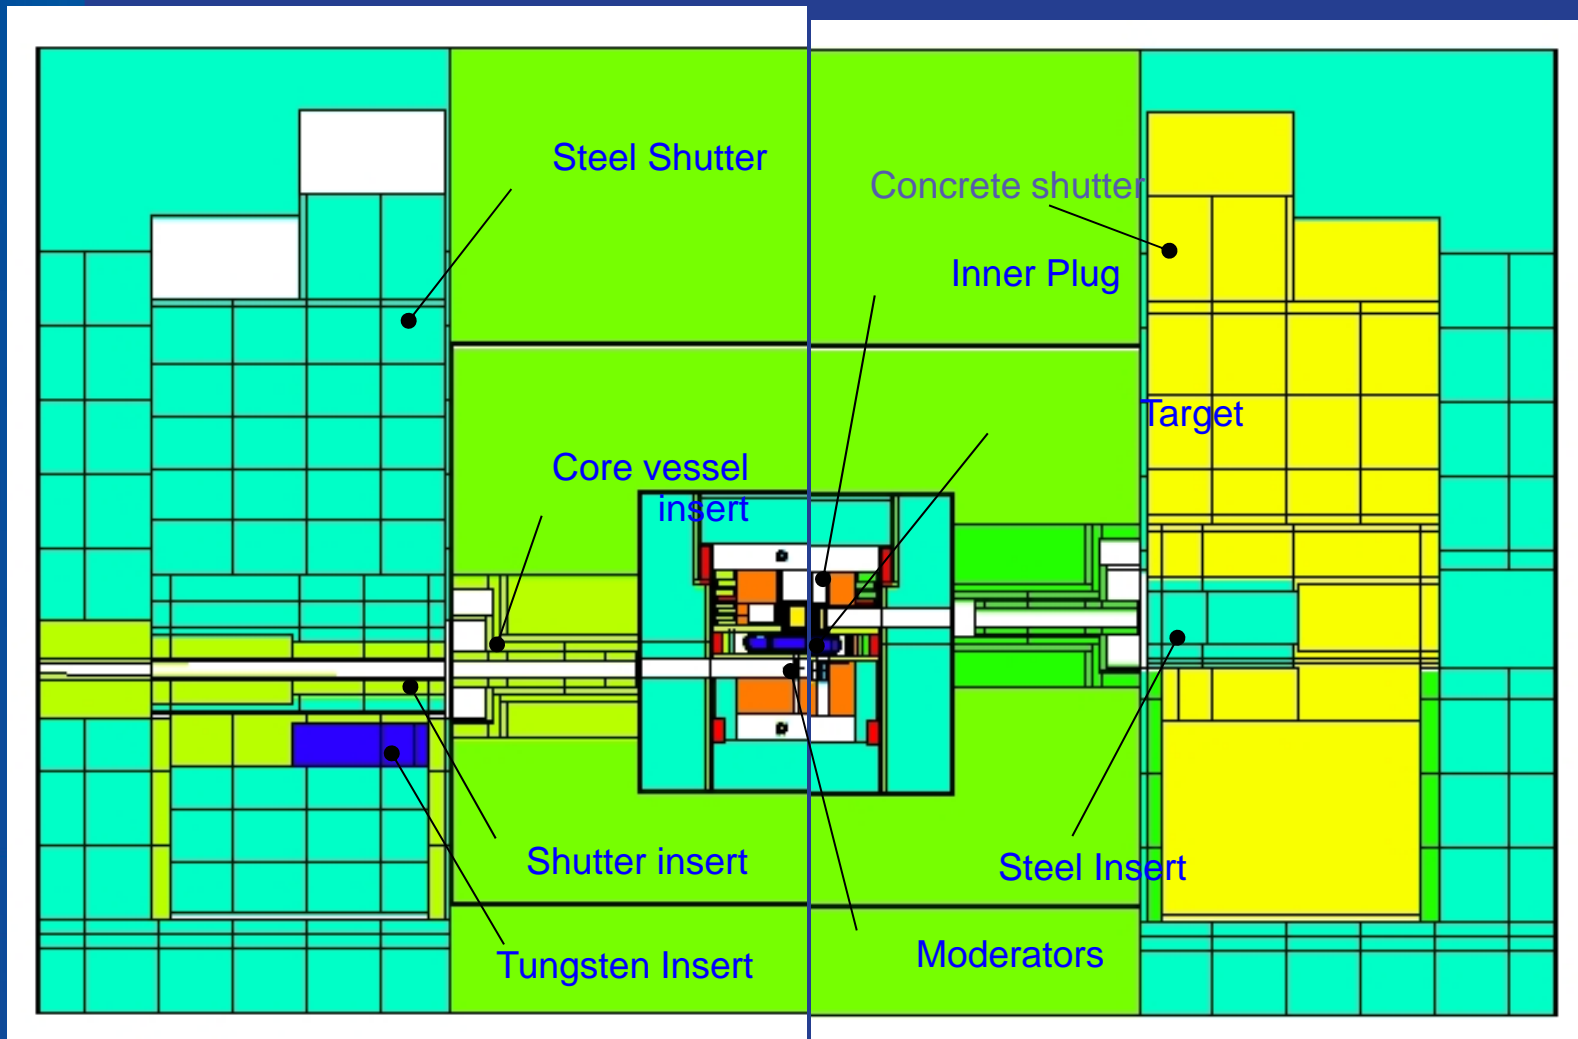 Steel Shutter
Concrete shutter
Inner Plug
Target
Core vessel
insert
Shutter insert
Steel Insert
Tungsten Insert
Moderators